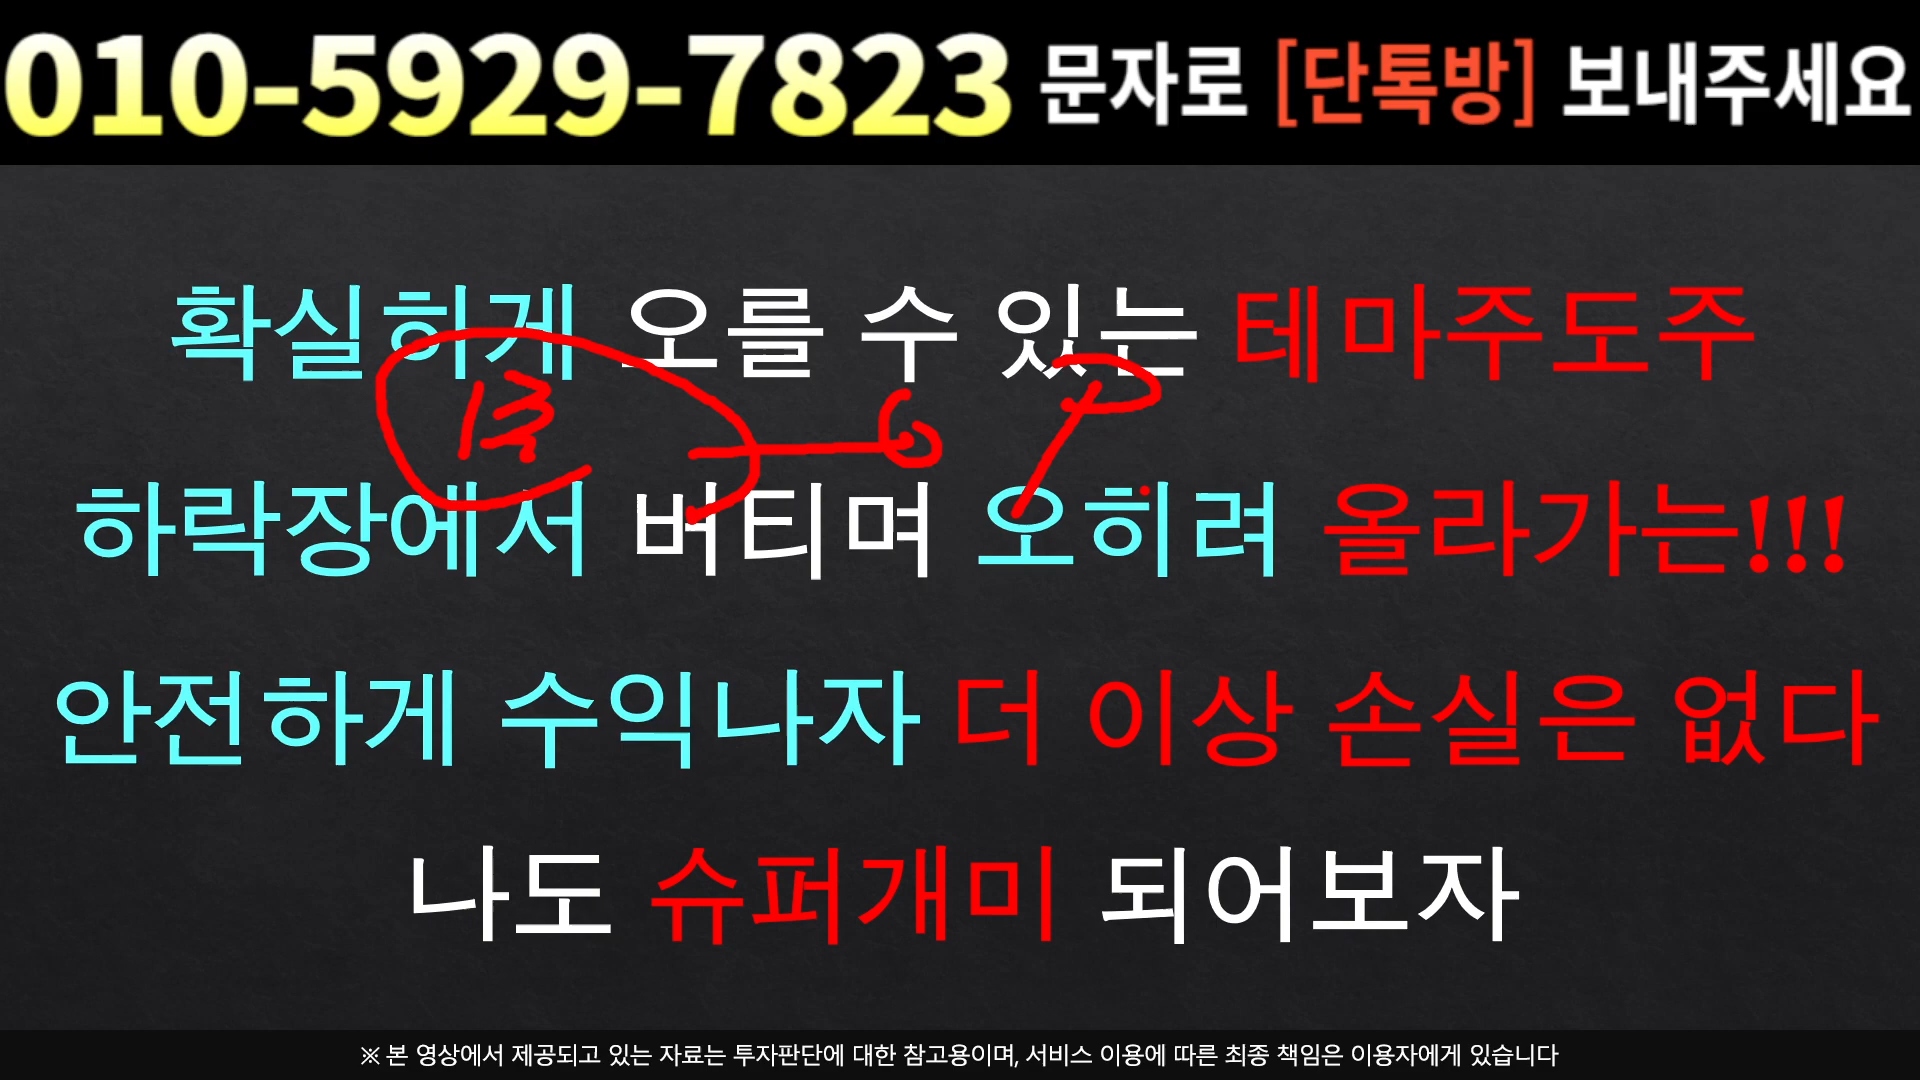 010-5929-7823 문자로 [단톡방] 보내주세요
확실하게 오를 수 있는 테마주도주
13
하락장에서 버티며 오히려 올라가는!!!
안전하게 수익나자 더 이상 손실은 없다
나도 슈퍼개미 되어보자
※ 본 영상에서 제공되고 있는 자료는 투자판단에 대한 참고용이며, 서비스 이용에 따른 최종 책임은 이용자에게 있습니다